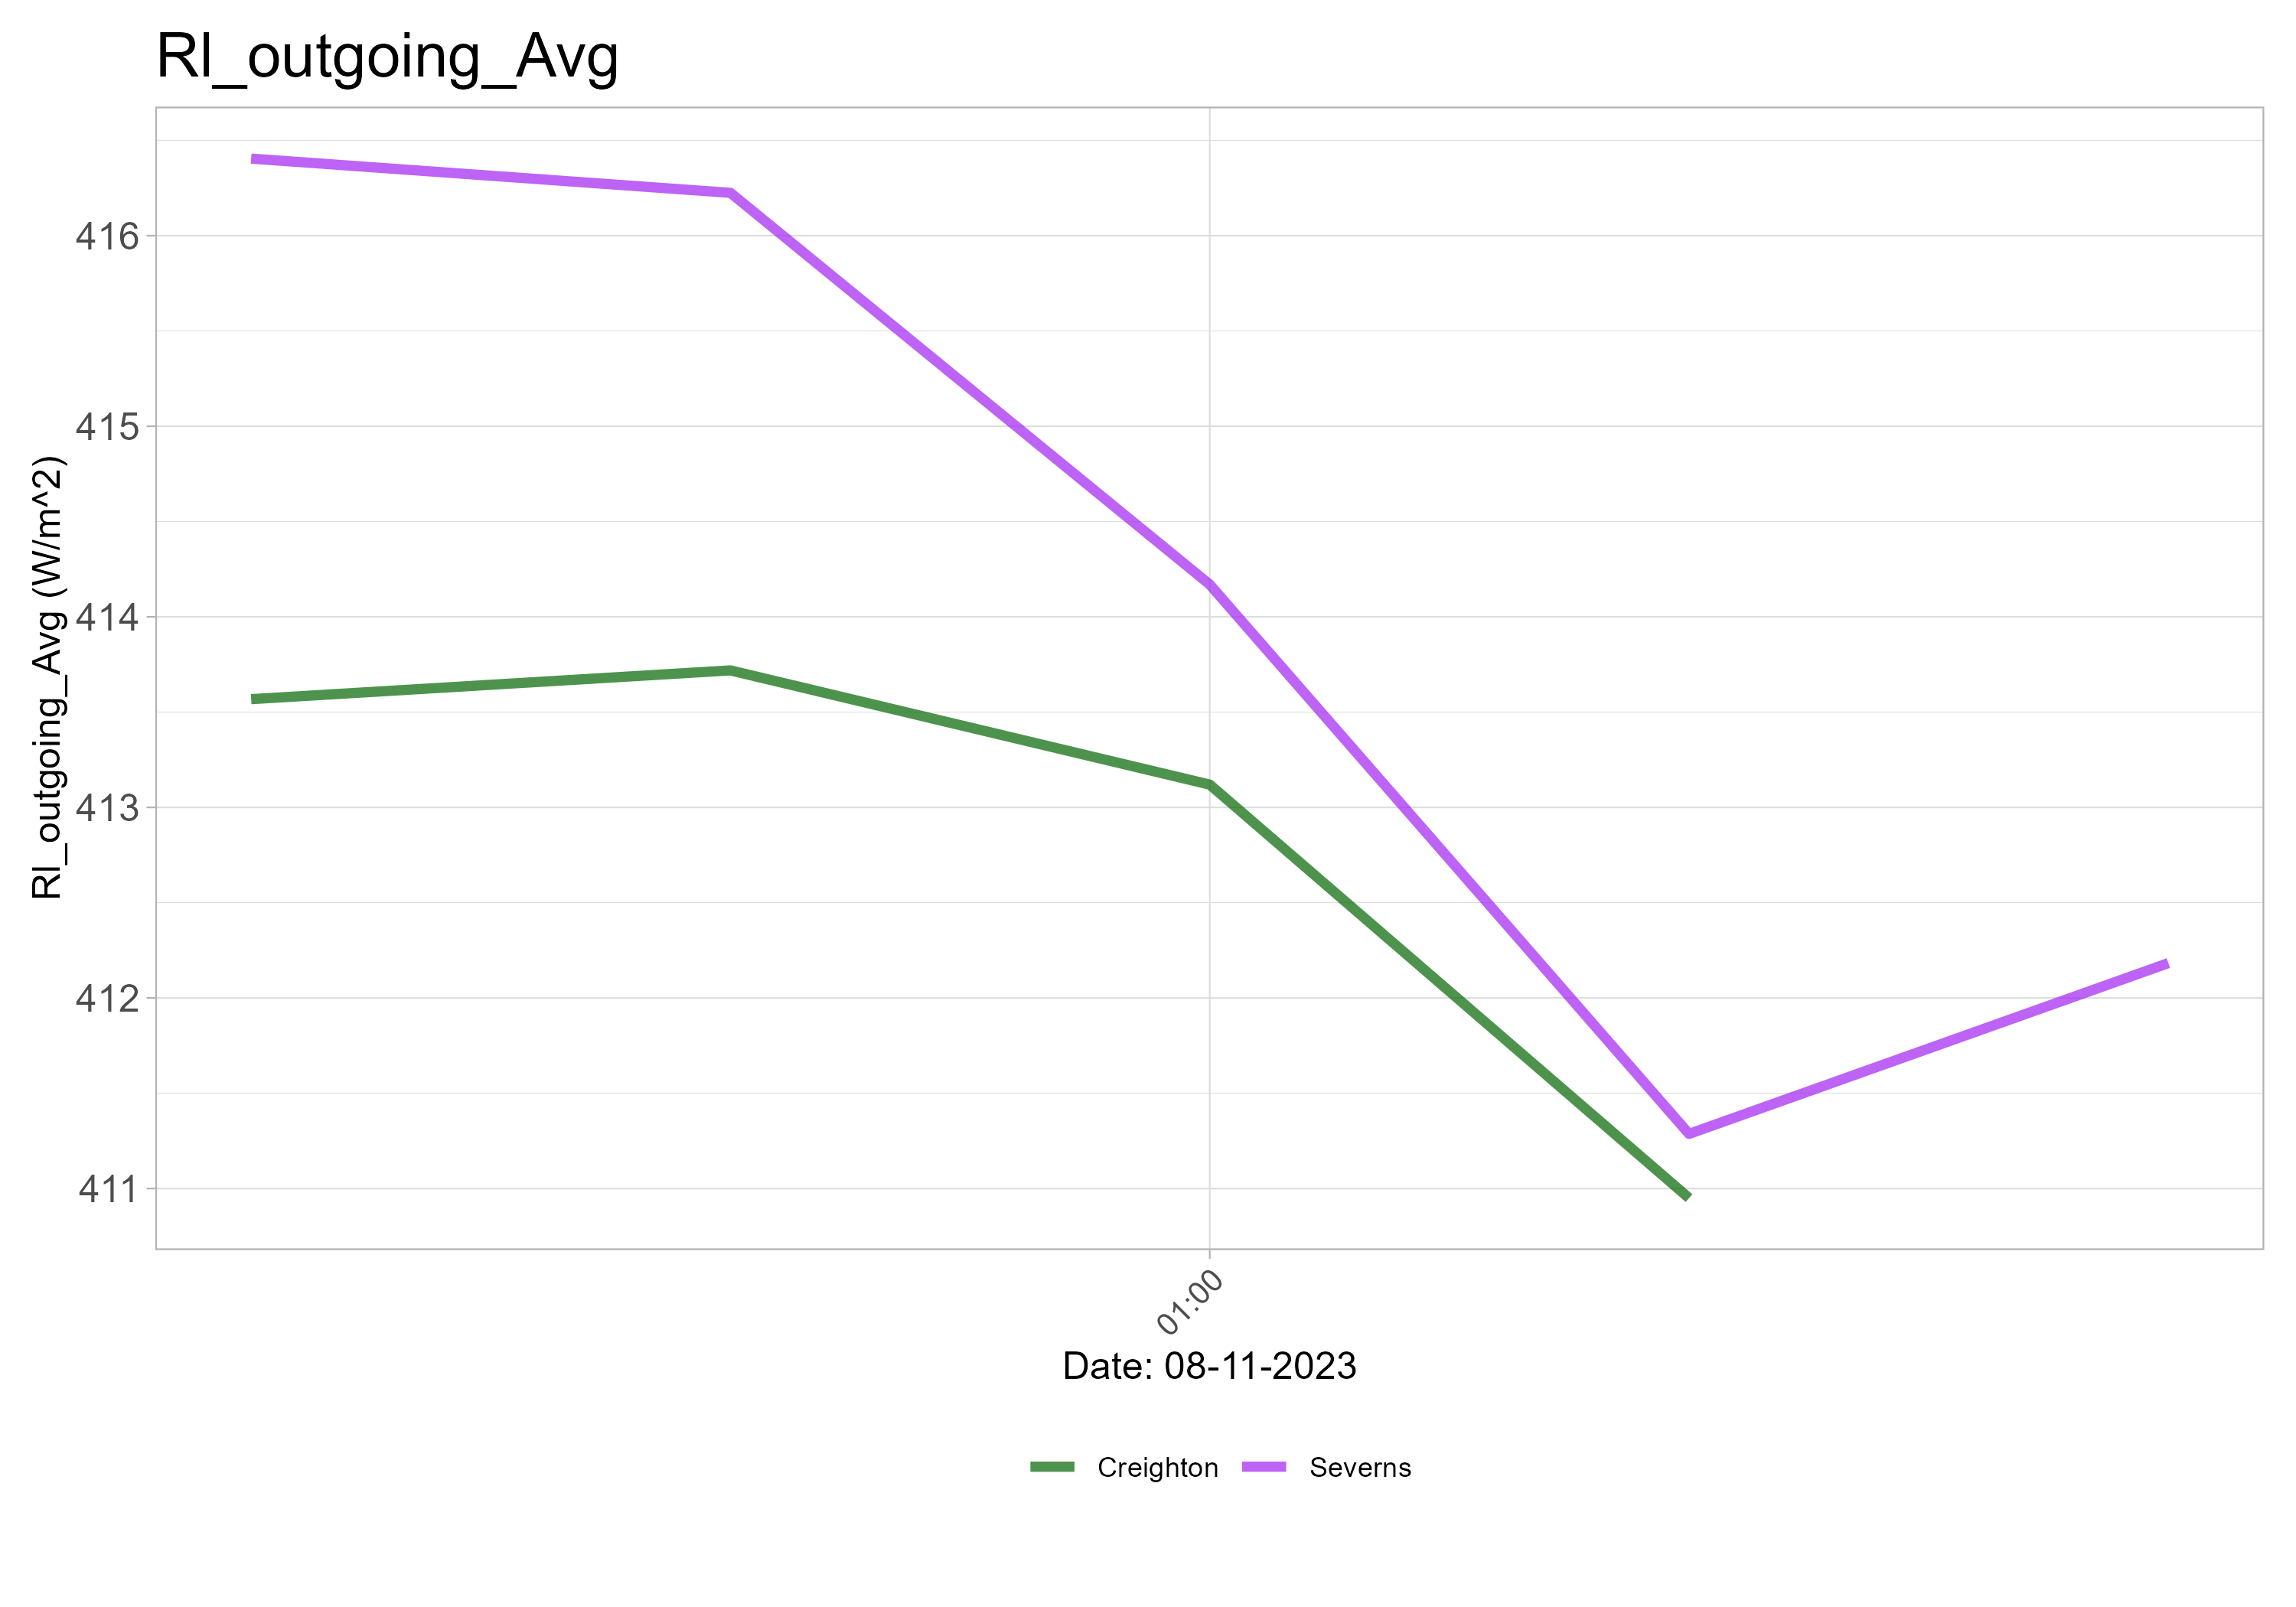 Rl_outgoing_Avg
Rl_outgoing_Avg (W/m^2)
416
415
414
413
412
411
01:00
Date: 08-11-2023
Creighton Severns